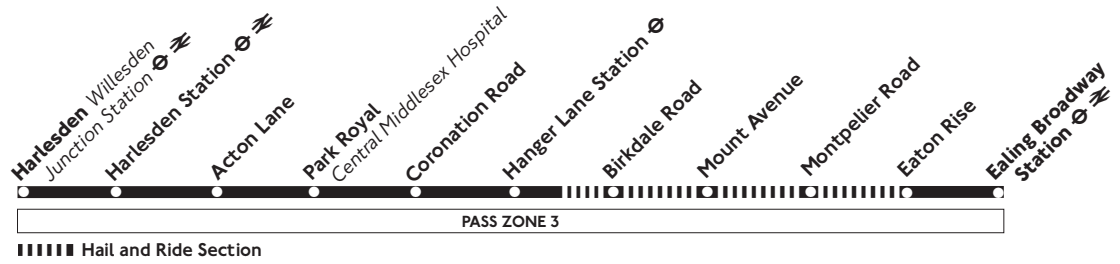 Harlesden Willesden
Junction Station
Harlesden Station
Acton Lane
Park Royal
Central Middlesex Hospital
Coronation Road
Hanger Lane Station
Birkdale Road
Mount Avenue
Montpelier Road
Eaton Rise
Ealing Broadway
Station
PASS ZONE 3
Hail and Ride Section